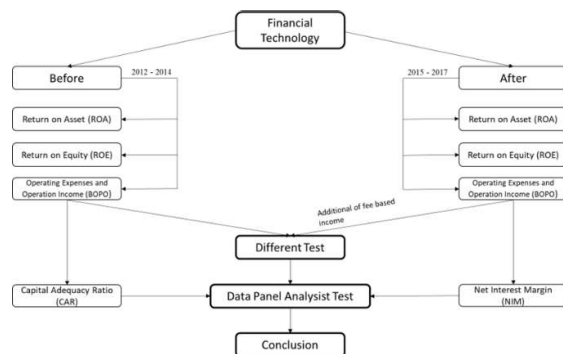 Financial
Technology
Before
2012 - 2014
2015 - 2017
After
Return on Asset (ROA)
Return on Asset (ROA)
Return on Equity (ROE)
Return on Equity (ROE)
Operating Expenses and
Operation Income (BOPO)
Operating Expenses and
Operation Income (BOPO)
Additional of fee based
income
Different Test
Capital Adequacy Ratio
(CAR)
Data Panel Analysist Test
Net Interest Margin
(NIM)
Conclusion